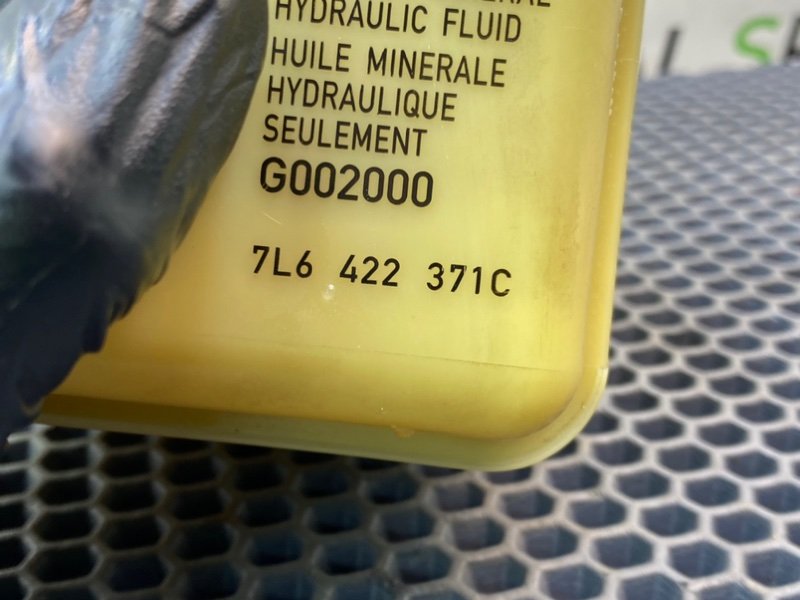 HYDRAULIC FLUID
HUILE MINERALE
HYDRAULIQUE
SEULEMENT
G002000
7L6 422 371C